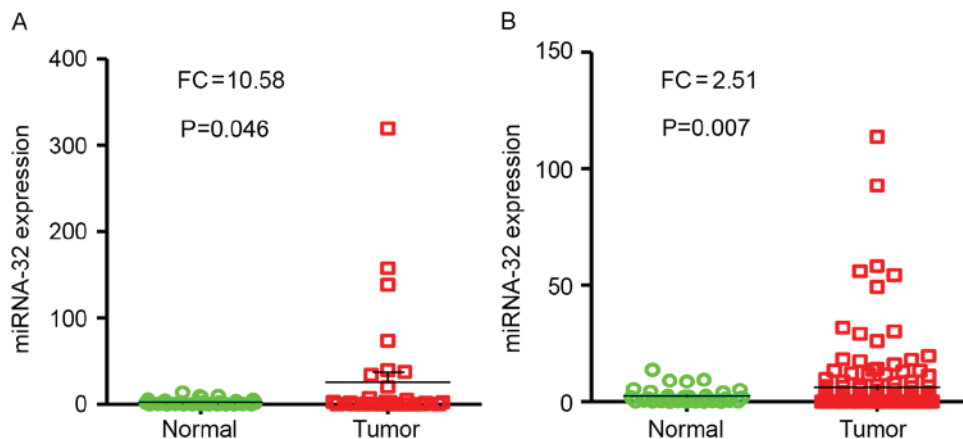 A
miRNA-32 expression
400
300
200
100
0
FC=10.58
P=0.046
Normal
Tumor
B
miRNA-32 expression
150
100
50
0
FC=2.51
P=0.007
Normal
Tumor